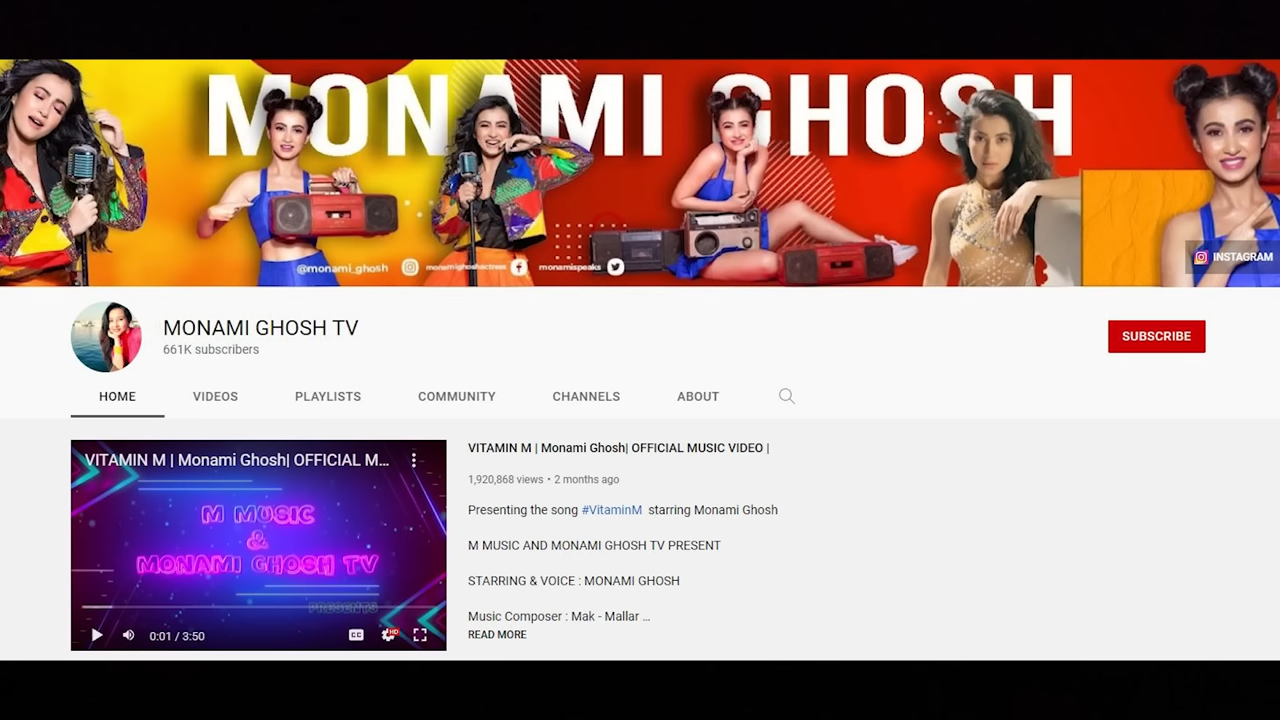 MONAMI GHOSH
@monami_ghosh
monamighoshactress
monamispeaks
INSTAGRAM
MONAMI GHOSH TV
661K subscribers
SUBSCRIBE
HOME
VIDEOS
PLAYLISTS
COMMUNITY
CHANNELS
ABOUT
VITAMIN M | Monami Ghosh| OFFICIAL M...
M MUSIC
&
MONAMI GHOSH TV
PRESENTS
0:01 / 3:50
CC
HD
VITAMIN M | Monami Ghosh| OFFICIAL MUSIC VIDEO |
1,920,868 views • 2 months ago
Presenting the song #VitaminM starring Monami Ghosh
M MUSIC AND MONAMI GHOSH TV PRESENT
STARRING & VOICE : MONAMI GHOSH
Music Composer : Mak - Mallar ...
READ MORE